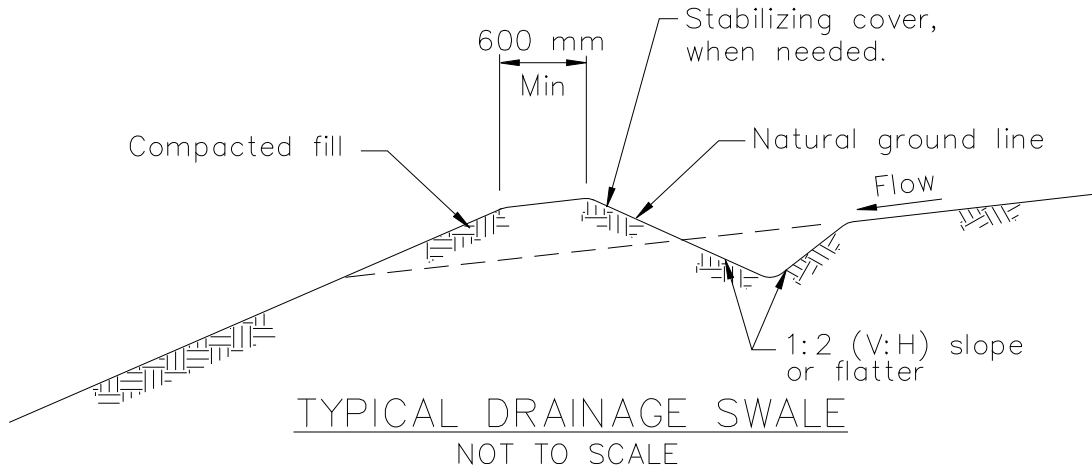 600 mm
Min
Stabilizing cover,
when needed.
Compacted fill
Natural ground line
Flow
1:2 (V:H) slope
or flatter
TYPICAL DRAINAGE SWALE
NOT TO SCALE